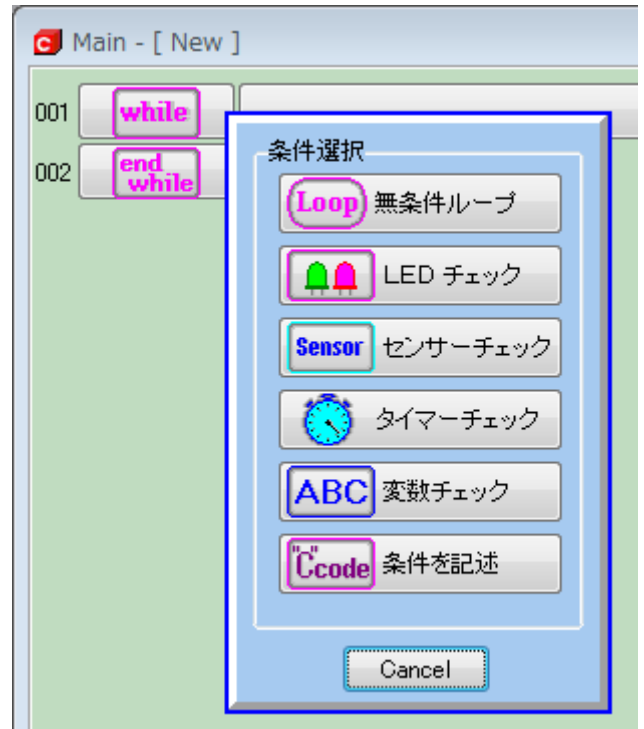 C Main - [ New ]
001 while
002 end while
条件選択
Loop 無条件ループ
LED チェック
Sensor センサーチェック
タイマーチェック
ABC 変数チェック
"C" code 条件を記述
Cancel